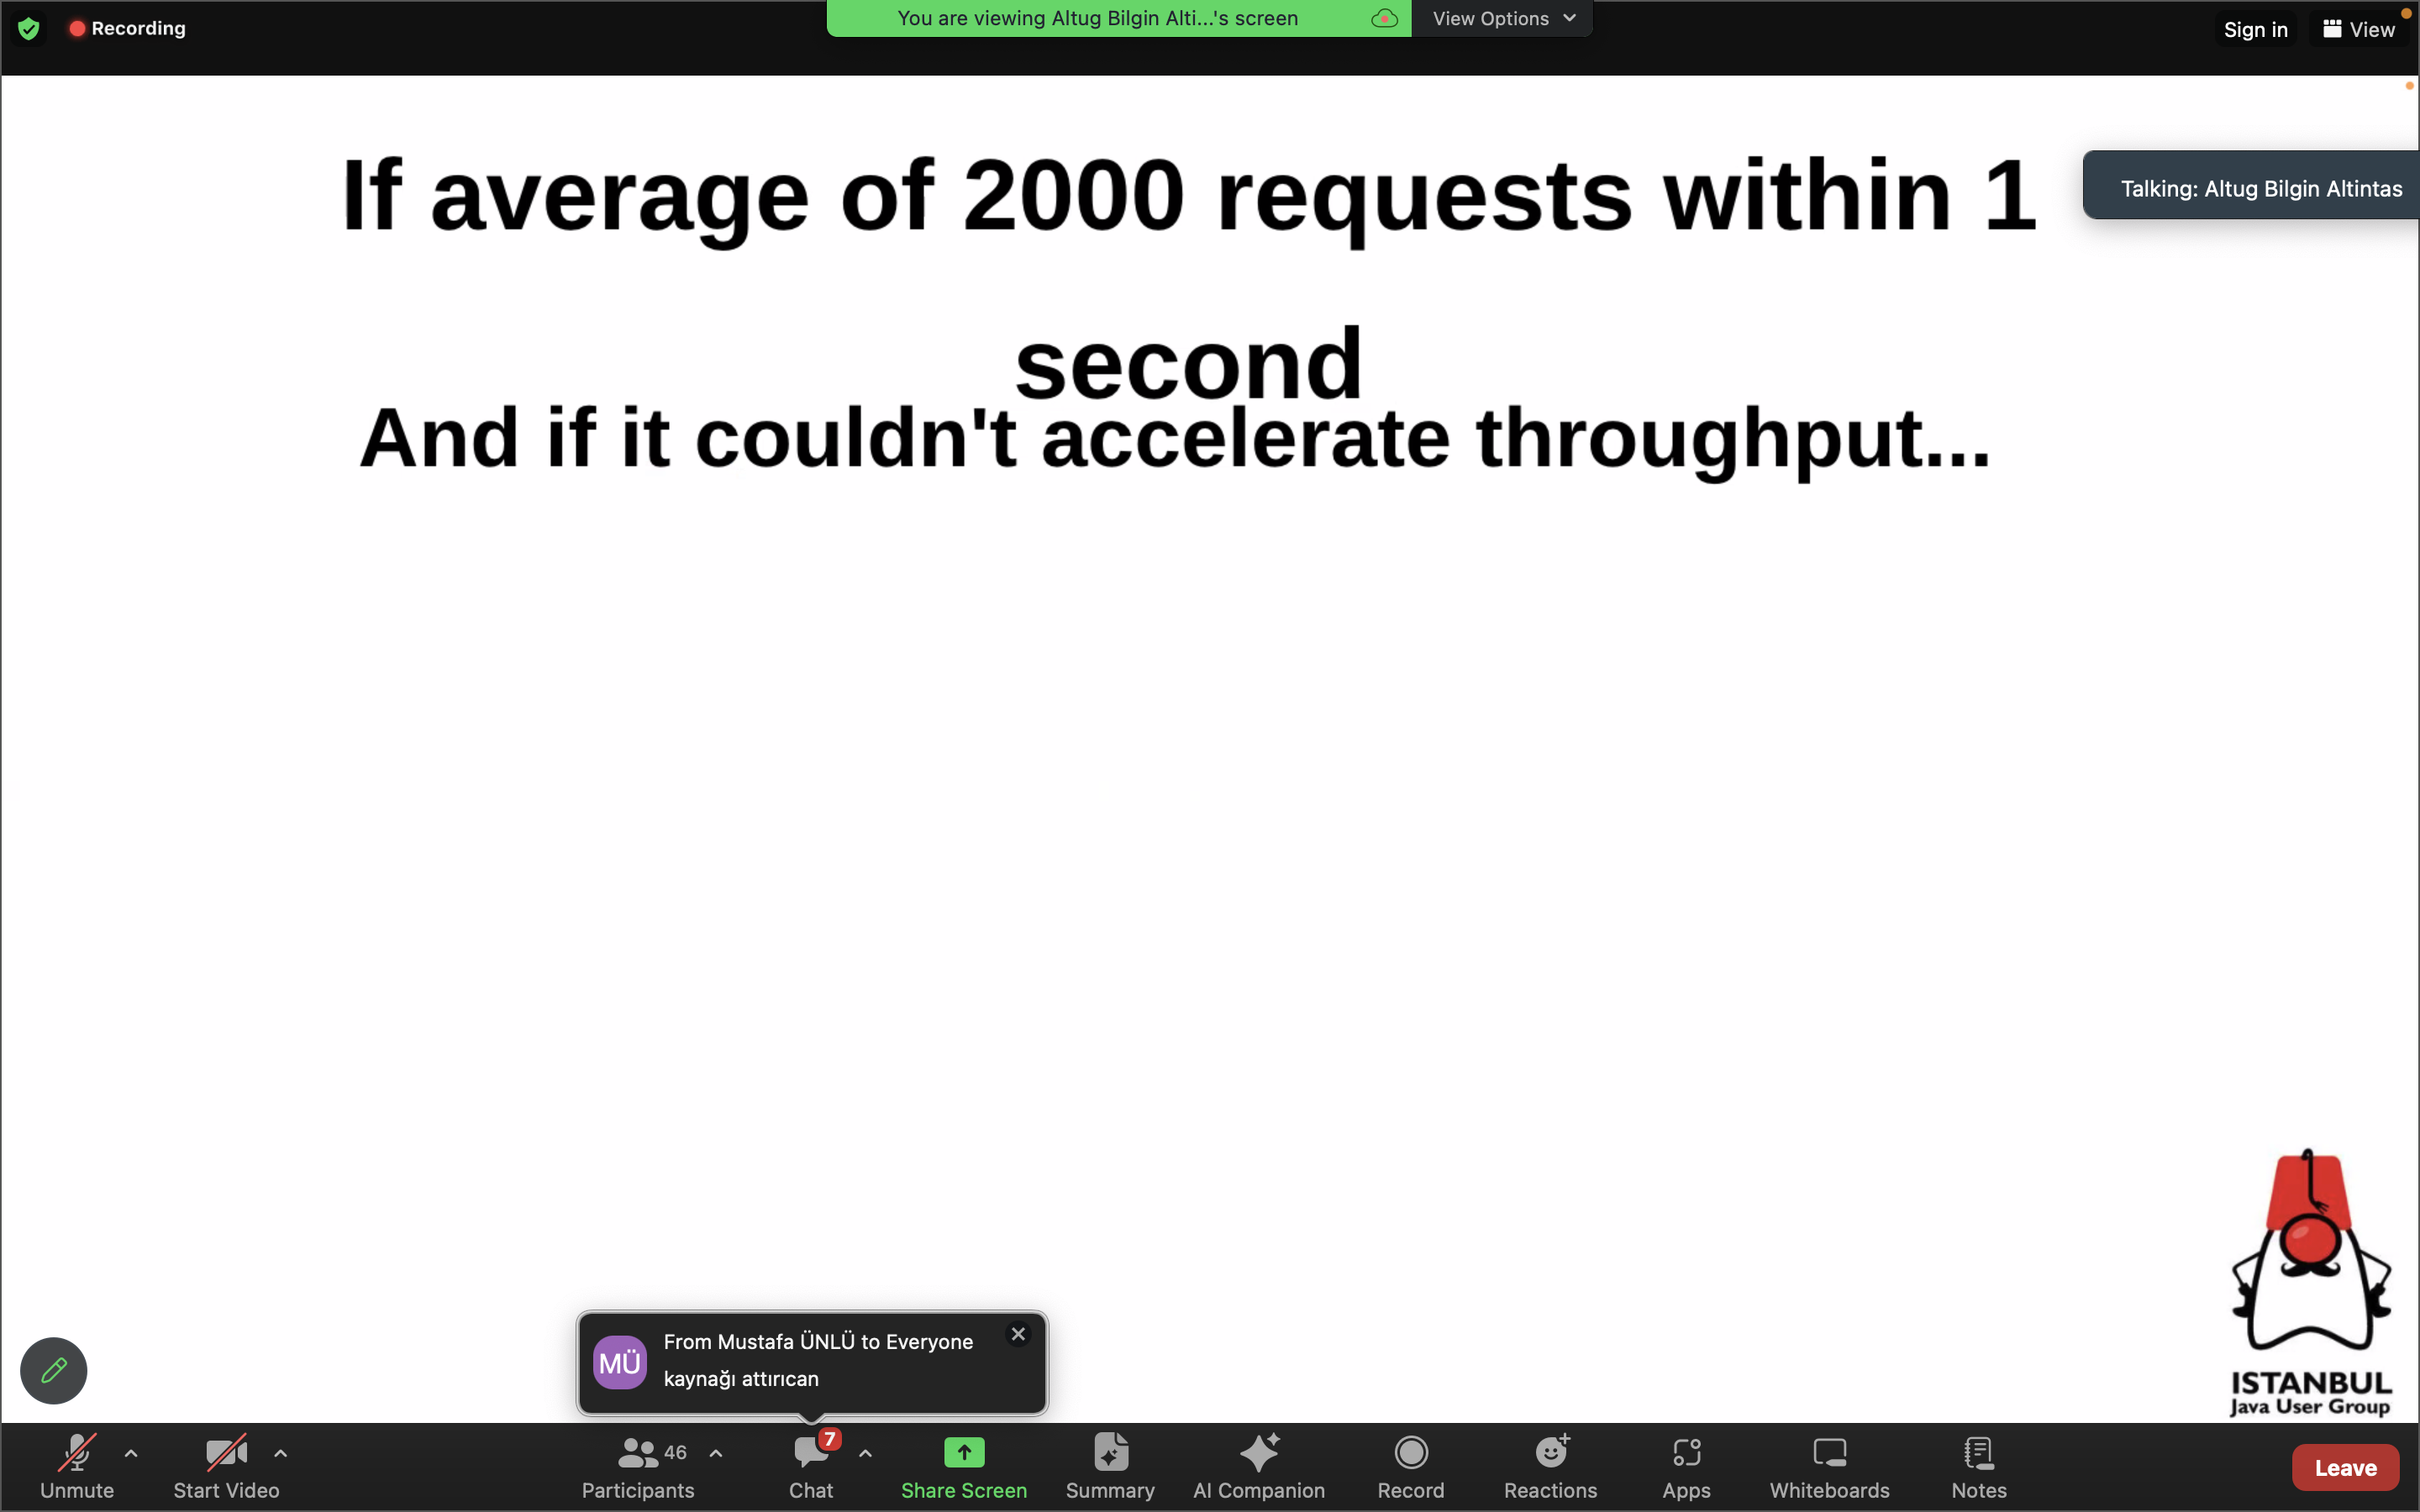 Recording
You are viewing Altug Bilgin Alti...'s screen
View Options
Sign in
View
If average of 2000 requests within 1
second
And if it couldn't accelerate throughput...
Talking: Altug Bilgin Altintas
ISTANBUL
Java User Group
MÜ
From Mustafa ÜNLÜ to Everyone
kaynağı attırıcan
Unmute
Start Video
46
Participants
7
Chat
Share Screen
Summary
AI Companion
Record
Reactions
Apps
Whiteboards
Notes
Leave